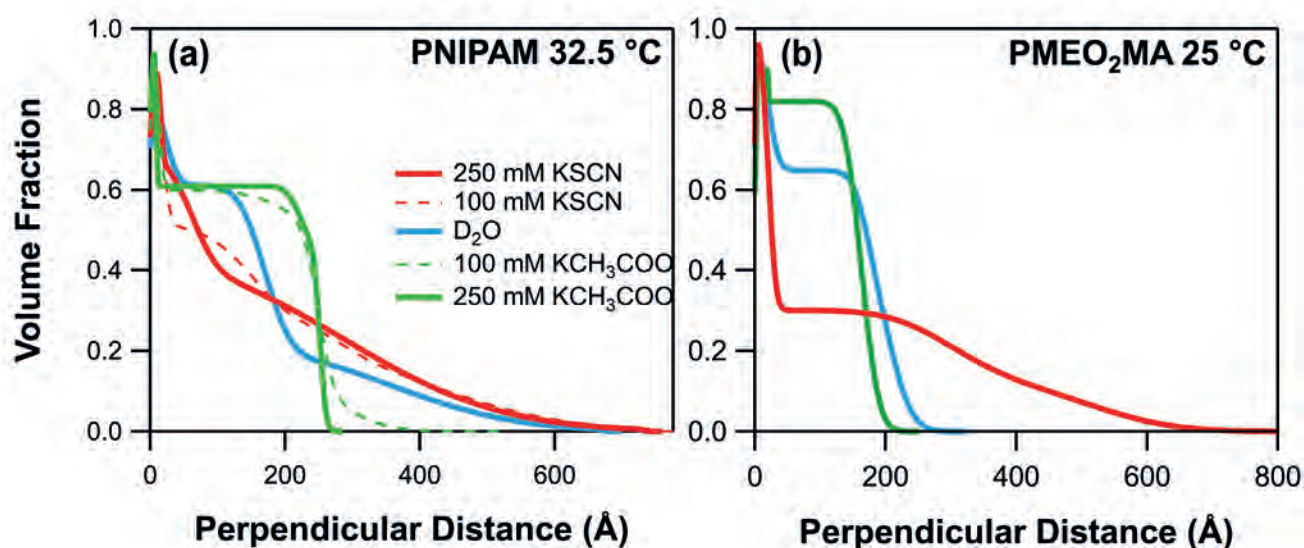 (a)
PNIPAM 32.5 °C
1.0
0.8
0.6
0.4
0.2
0.0
Volume Fraction
250 mM KSCN
100 mM KSCN
D₂O
100 mM KCH₃COO
250 mM KCH₃COO
0 200 400 600
Perpendicular Distance (Å)
(b)
PMEO₂MA 25 °C
1.0
0.8
0.6
0.4
0.2
0.0
0 200 400 600 800
Perpendicular Distance (Å)